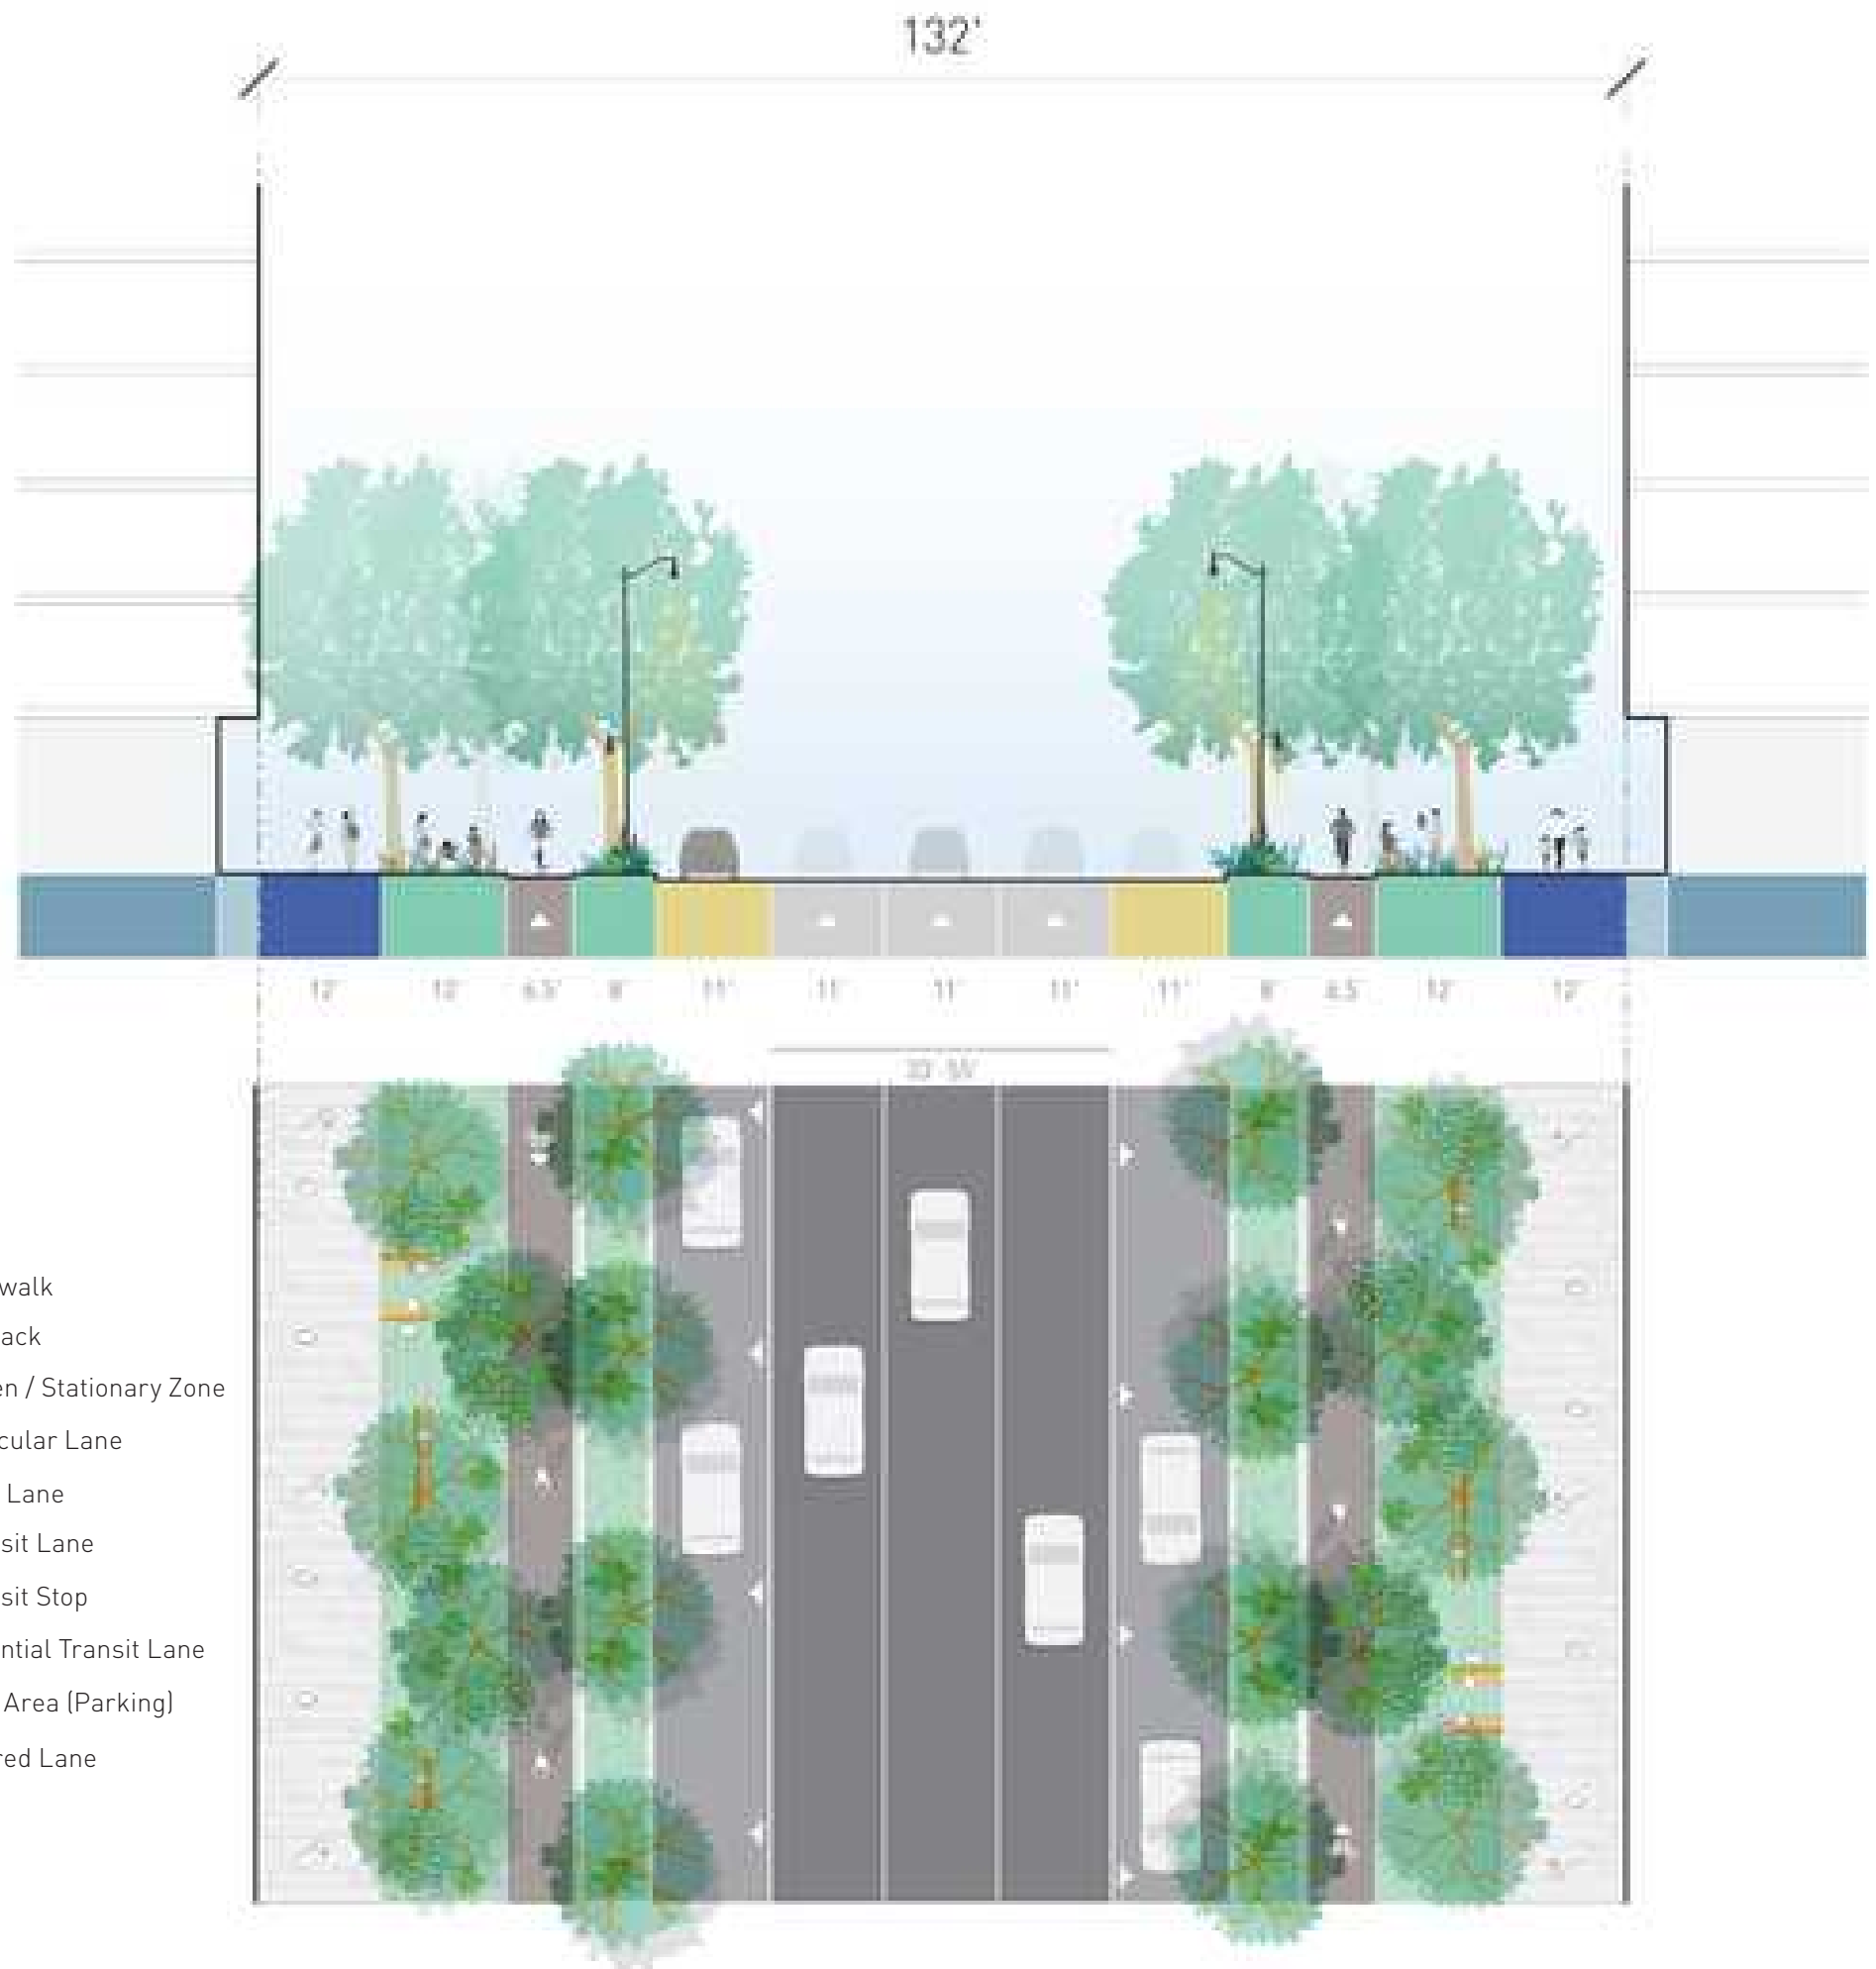 132'
12' 12' 6.5' 8' 11' 11' 11' 11' 11' 8' 6.5' 12' 12'
walk
ack
en / Stationary Zone
cular Lane
Lane
sit Lane
sit Stop
ntial Transit Lane
Area (Parking)
red Lane